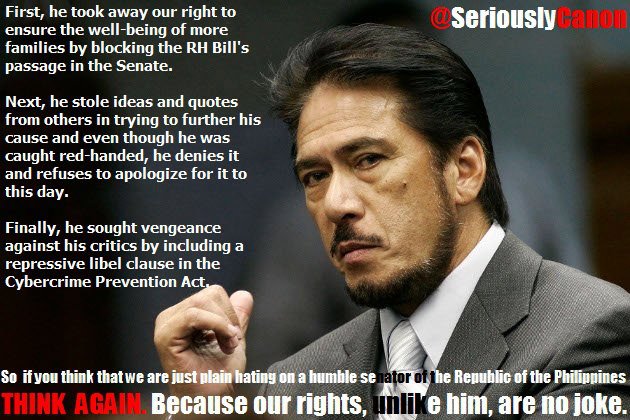 First, he took away our right to
ensure the well-being of more
families by blocking the RH Bill's
passage in the Senate.
Next, he stole ideas and quotes
from others in trying to further his
cause and even though he was
caught red-handed, he denies it
and refuses to apologize for it to
this day.
Finally, he sought vengeance
against his critics by including a
repressive libel clause in the
Cybercrime Prevention Act.
@SeriouslyCanon
So if you think that we are just plain hating on a humble senator of the Republic of the Philippines
THINK AGAIN. Because our rights, unlike him, are no joke.